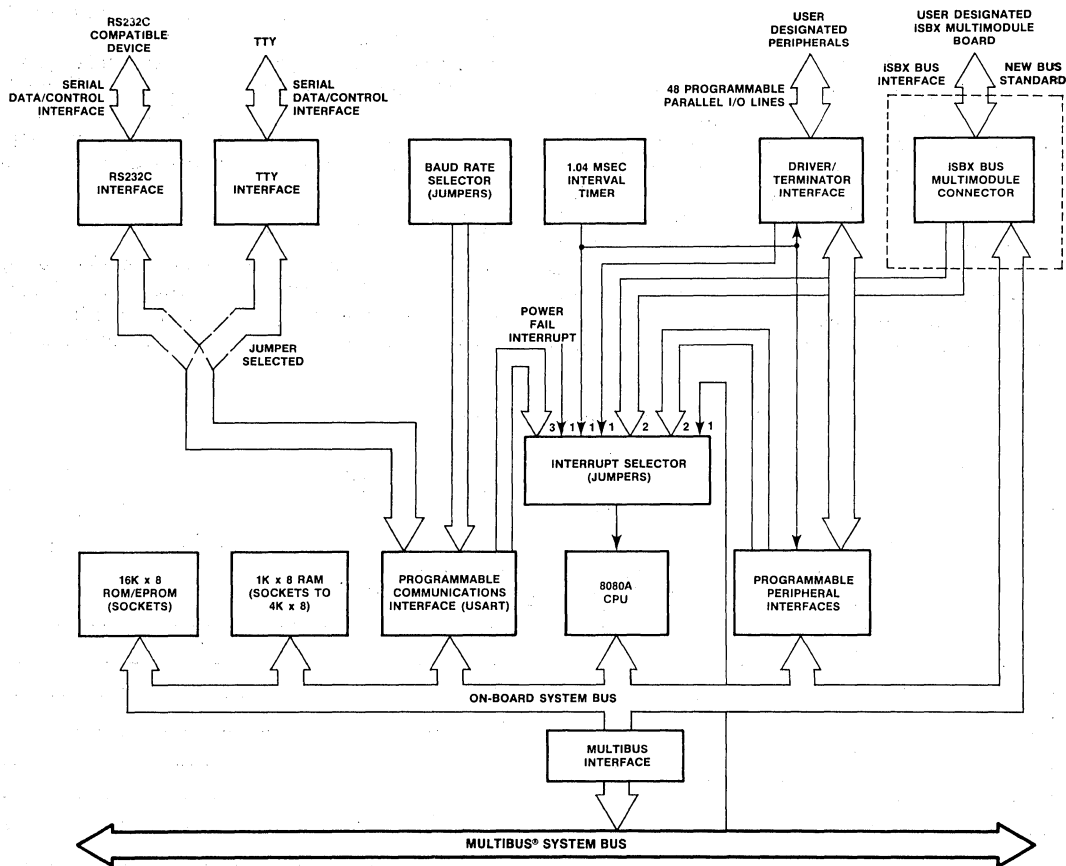 RS232C
COMPATIBLE
DEVICE
TTY
USER
DESIGNATED
PERIPHERALS
USER DESIGNATED
iSBX MULTIMODULE
BOARD
SERIAL
DATA/CONTROL
INTERFACE
SERIAL
DATA/CONTROL
INTERFACE
48 PROGRAMMABLE
PARALLEL I/O LINES
iSBX BUS
INTERFACE
NEW BUS
STANDARD
RS232C
INTERFACE
TTY
INTERFACE
BAUD RATE
SELECTOR
(JUMPERS)
1.04 MSEC
INTERVAL
TIMER
DRIVER/
TERMINATOR
INTERFACE
iSBX BUS
MULTIMODULE
CONNECTOR
JUMPER
SELECTED
POWER
FAIL
INTERRUPT
3 1 1 1 2 2 1
INTERRUPT SELECTOR
(JUMPERS)
16K x 8
ROM/EPROM
(SOCKETS)
1K x 8 RAM
(SOCKETS TO
4K x 8)
PROGRAMMABLE
COMMUNICATIONS
INTERFACE (USART)
8080A
CPU
PROGRAMMABLE
PERIPHERAL
INTERFACES
ON-BOARD SYSTEM BUS
MULTIBUS
INTERFACE
MULTIBUS® SYSTEM BUS